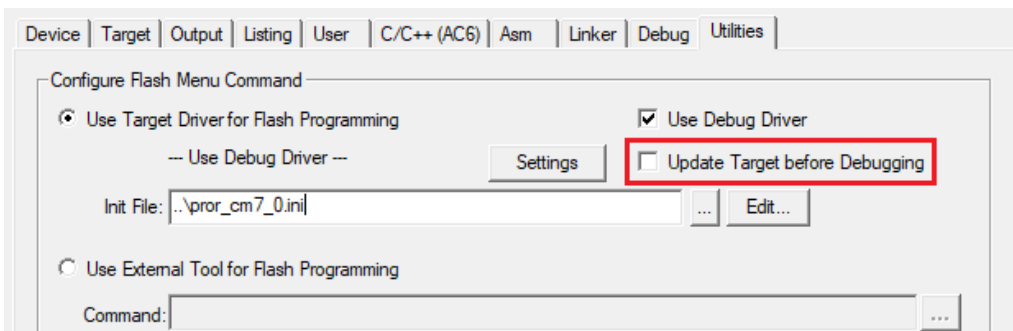 Device Target Output Listing User C/C++ (AC6) Asm Linker Debug Utilities
Configure Flash Menu Command
Use Target Driver for Flash Programming Use Debug Driver
--- Use Debug Driver --- Settings Update Target before Debugging
Init File: ..\pror_cm7_0.ini ... Edit...
Use External Tool for Flash Programming
Command: ...